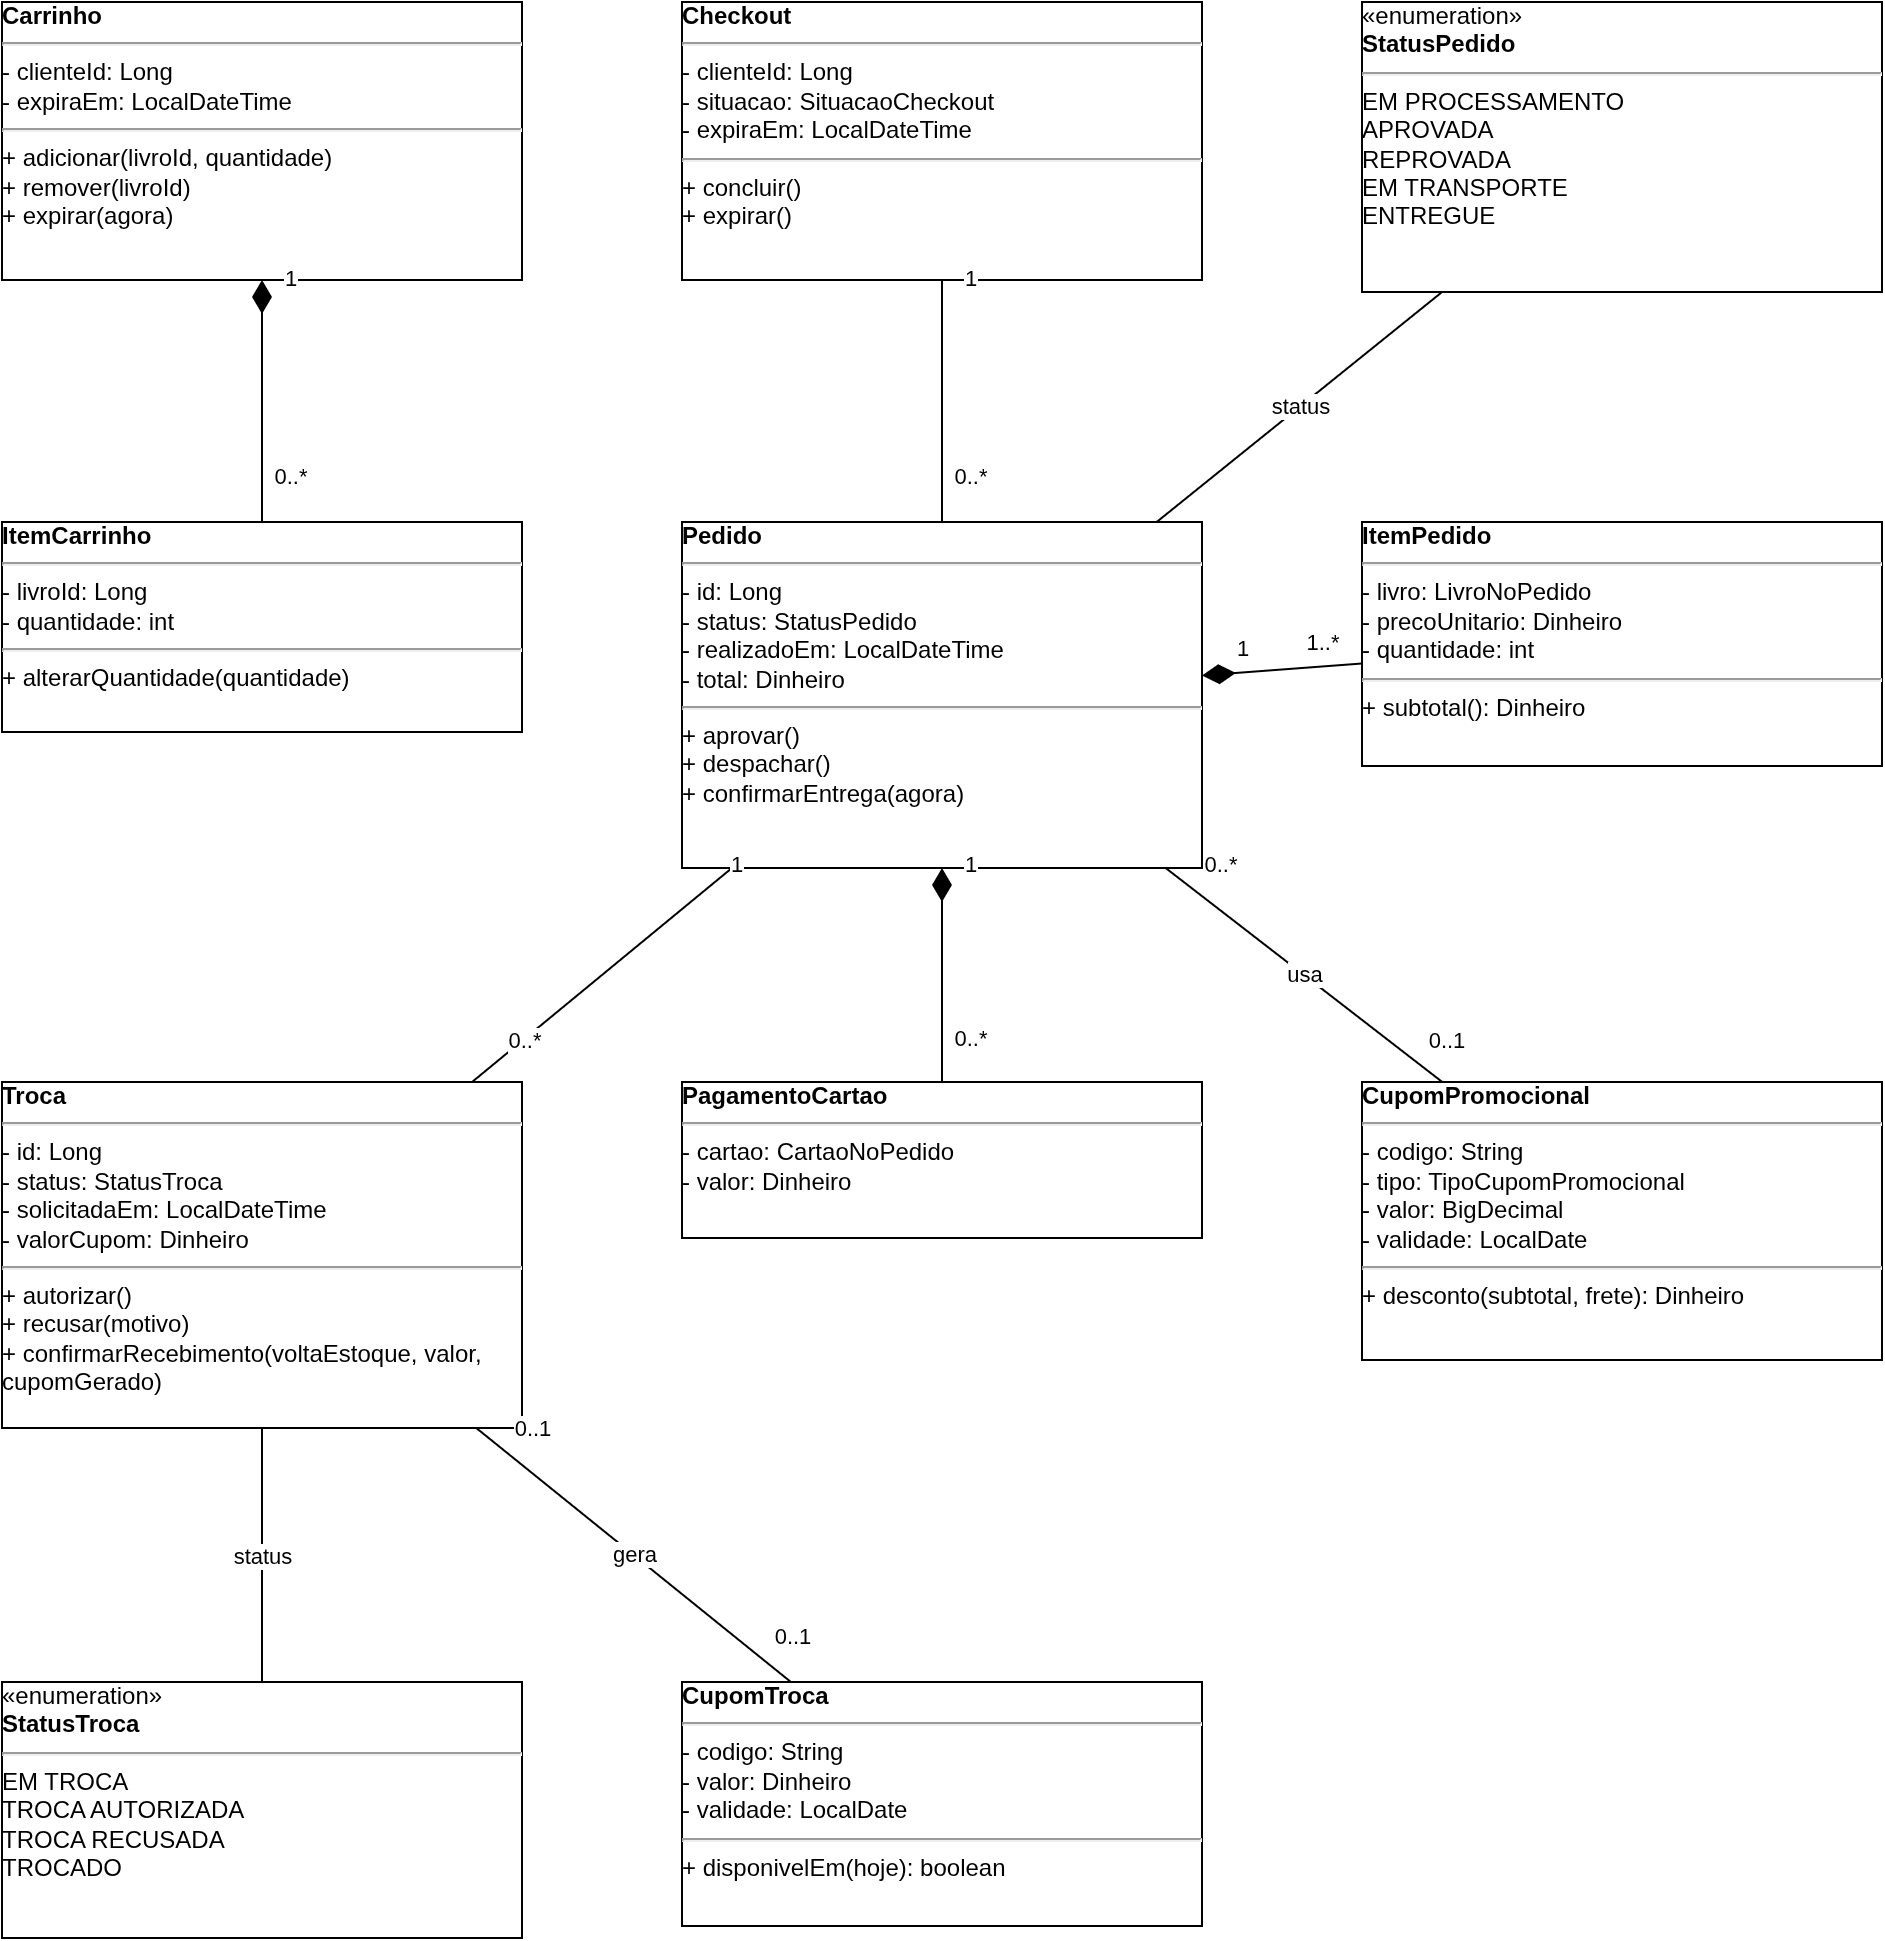 Carrinho
- clienteId: Long
- expiraEm: LocalDateTime
+ adicionar(livroId, quantidade)
+ remover(livroId)
+ expirar(agora)
Checkout
- clienteId: Long
- situacao: SituacaoCheckout
- expiraEm: LocalDateTime
+ concluir()
+ expirar()
«enumeration»
StatusPedido
EM PROCESSAMENTO
APROVADA
REPROVADA
EM TRANSPORTE
ENTREGUE
1
0..*
1
0..*
status
ItemCarrinho
- livroId: Long
- quantidade: int
+ alterarQuantidade(quantidade)
Pedido
- id: Long
- status: StatusPedido
- realizadoEm: LocalDateTime
- total: Dinheiro
+ aprovar()
+ despachar()
+ confirmarEntrega(agora)
1
1..*
ItemPedido
- livro: LivroNoPedido
- precoUnitario: Dinheiro
- quantidade: int
+ subtotal(): Dinheiro
1
0..*
1
0..*
0..*
usa
0..1
Troca
- id: Long
- status: StatusTroca
- solicitadaEm: LocalDateTime
- valorCupom: Dinheiro
+ autorizar()
+ recusar(motivo)
+ confirmarRecebimento(voltaEstoque, valor,
cupomGerado)
PagamentoCartao
- cartao: CartaoNoPedido
- valor: Dinheiro
CupomPromocional
- codigo: String
- tipo: TipoCupomPromocional
- valor: BigDecimal
- validade: LocalDate
+ desconto(subtotal, frete): Dinheiro
status
0..1
gera
0..1
«enumeration»
StatusTroca
EM TROCA
TROCA AUTORIZADA
TROCA RECUSADA
TROCADO
CupomTroca
- codigo: String
- valor: Dinheiro
- validade: LocalDate
+ disponivelEm(hoje): boolean